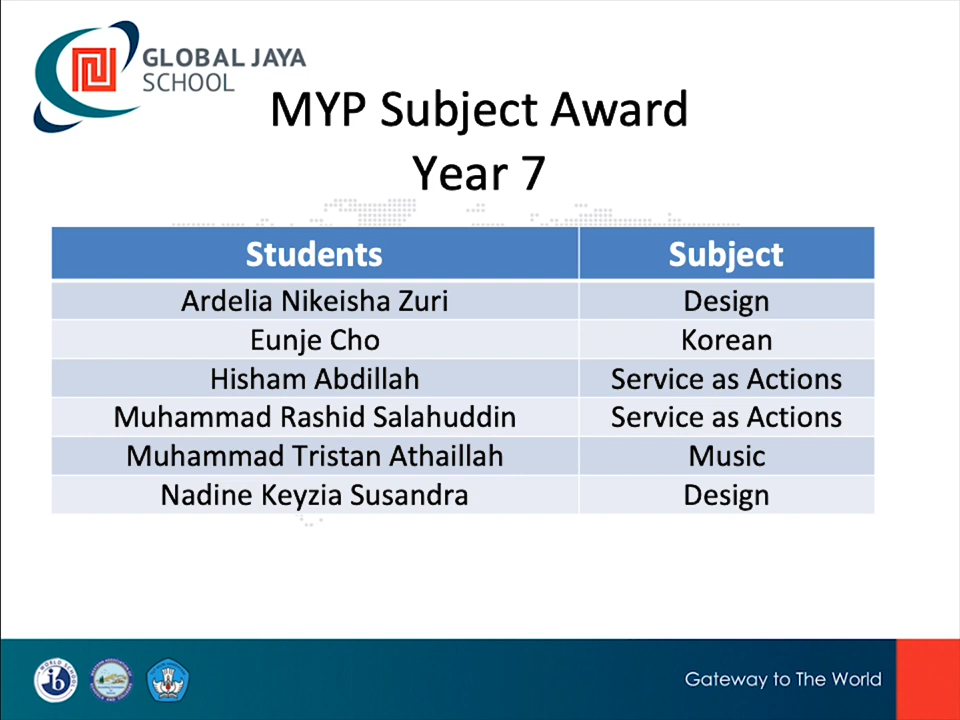 GLOBAL JAYA
SCHOOL
MYP Subject Award
Year 7
Students Subject
Ardelia Nikeisha Zuri Design
Eunje Cho Korean
Hisham Abdillah Service as Actions
Muhammad Rashid Salahuddin Service as Actions
Muhammad Tristan Athaillah Music
Nadine Keyzia Susandra Design
Gateway to The World